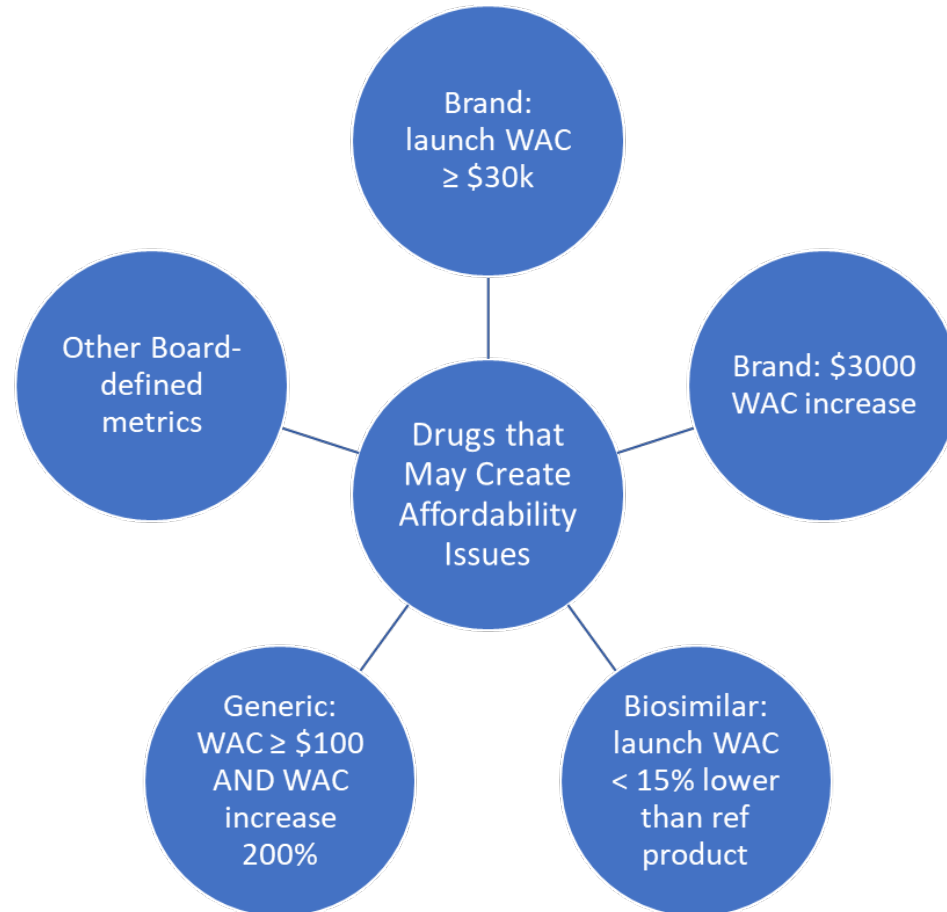 Brand:
launch WAC
≥ $30k
Other Board-
defined
metrics
Brand: $3000
WAC increase
Drugs that
May Create
Affordability
Issues
Generic:
WAC ≥ $100
AND WAC
increase
200%
Biosimilar:
launch WAC
< 15% lower
than ref
product